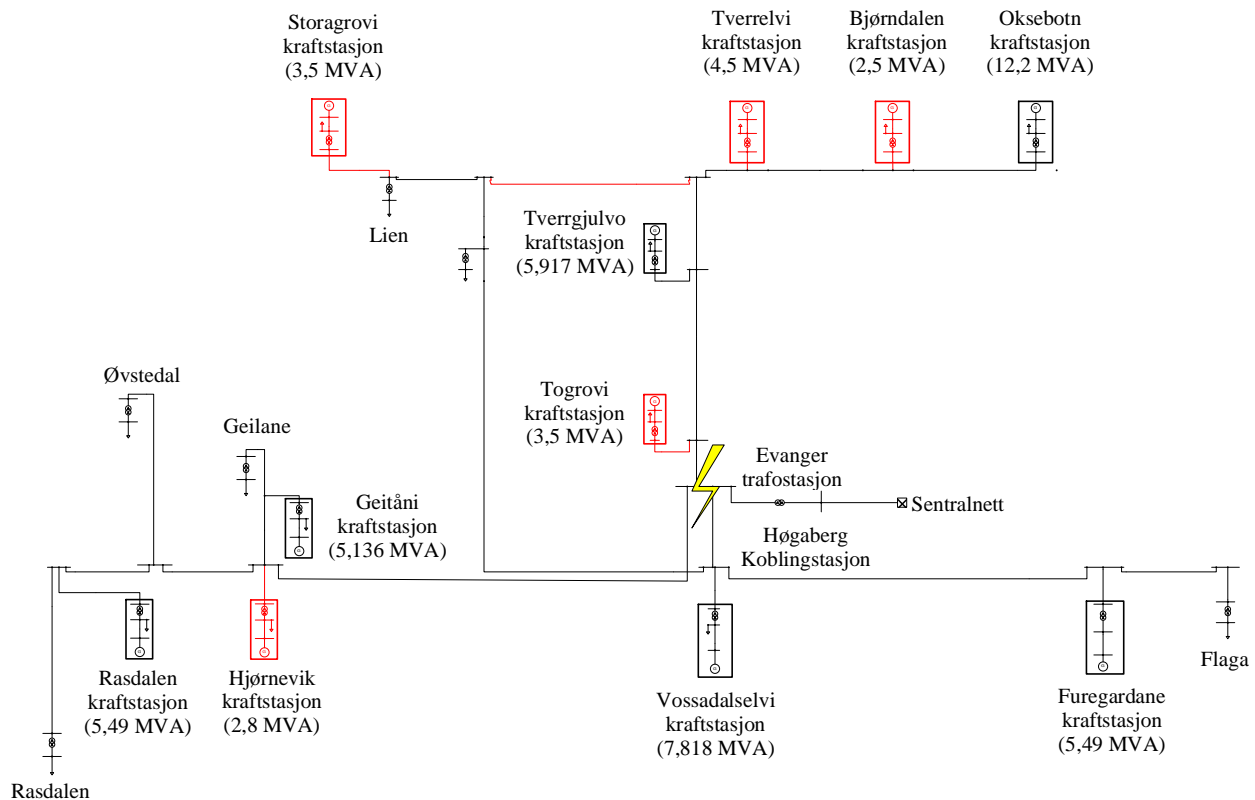 Storagrovi
kraftstasjon
(3,5 MVA)
Tverrelvi
kraftstasjon
(4,5 MVA)
Bjørndalen
kraftstasjon
(2,5 MVA)
Oksebotn
kraftstasjon
(12,2 MVA)
Lien
Tverrgjulvo
kraftstasjon
(5,917 MVA)
Øvstedal
Geilane
Togrovi
kraftstasjon
(3,5 MVA)
Evanger
trafostasjon
Sentralnett
Geitåni
kraftstasjon
(5,136 MVA)
Høgaberg
Koblingstasjon
Rasdalen
kraftstasjon
(5,49 MVA)
Hjørnevik
kraftstasjon
(2,8 MVA)
Vossadalselvi
kraftstasjon
(7,818 MVA)
Furegardane
kraftstasjon
(5,49 MVA)
Flaga
Rasdalen